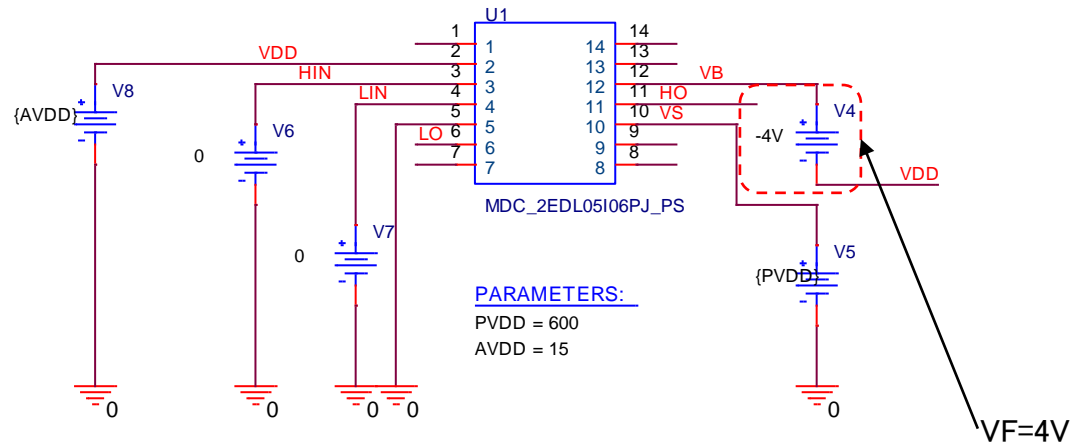 U1
1 1 14 14
2 2 13 13
VDD
3 3 12 12
HIN
VB
4 4 11 11
LIN
HO
5 5 10 10
VS
LO 6 6 9 9
7 7 8 8
V8
{AVDD}
V6
0
V7
0
V4
-4V
VDD
MDC_2EDL05I06PJ_PS
V5
{PVDD}
PARAMETERS:
PVDD = 600
AVDD = 15
0
0
0
0
0
VF=4V